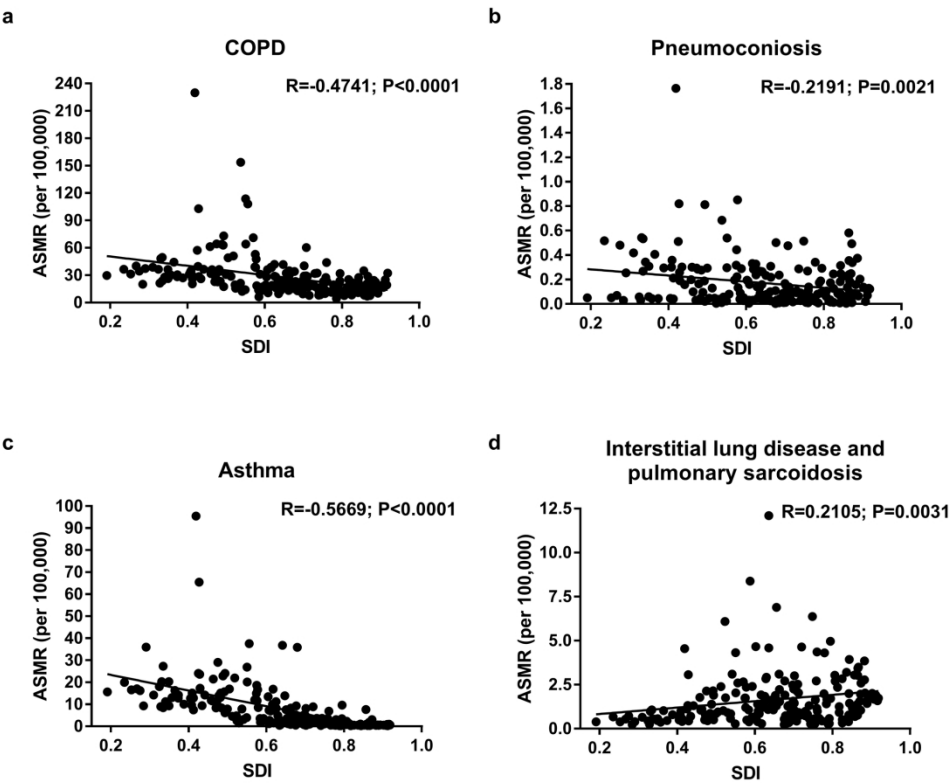 a
COPD
R=-0.4741; P<0.0001
ASMR (per 100,000)
240
210
180
150
120
90
60
30
0
0.2 0.4 0.6 0.8 1.0
SDI
b
Pneumoconiosis
R=-0.2191; P=0.0021
ASMR (per 100,000)
1.8
1.6
1.4
1.2
1.0
0.8
0.6
0.4
0.2
0.0
0.2 0.4 0.6 0.8 1.0
SDI
c
Asthma
R=-0.5669; P<0.0001
ASMR (per 100,000)
100
90
80
70
60
50
40
30
20
10
0
0.2 0.4 0.6 0.8 1.0
SDI
d
Interstitial lung disease and
pulmonary sarcoidosis
R=0.2105; P=0.0031
ASMR (per 100,000)
12.5
10.0
7.5
5.0
2.5
0.0
0.2 0.4 0.6 0.8 1.0
SDI